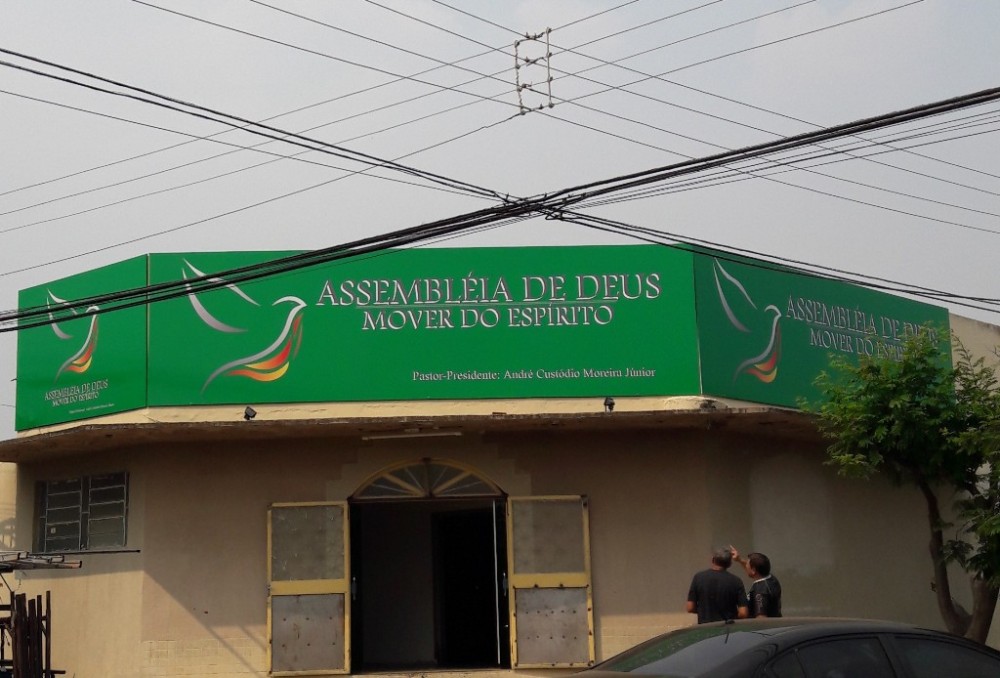 ASSEMBLÉIA DE DEUS
MOVER DO ESPÍRITO
ASSEMBLÉIA DE DEUS
MOVER DO ESPÍRITO
Pastor-Presidente: André Custódio Moreira Júnior
ASSEMBLÉIA DE DEUS
MOVER DO